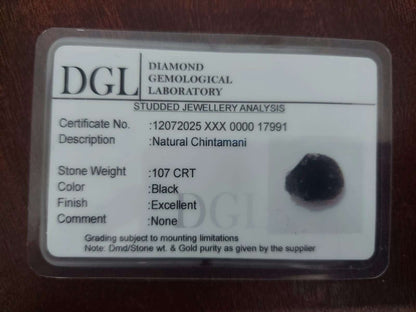 DGL
DIAMOND
GEMOLOGICAL
LABORATORY
STUDDED JEWELLERY ANALYSIS
Certificate No. :12072025 XXX 0000 17991
Description :Natural Chintamani
Stone Weight :107 CRT
Color :Black
Finish :Excellent
Comment :None
DGL
Grading subject to mounting limitations
Note: Dmd/Stone wt. & Gold purity as given by the supplier